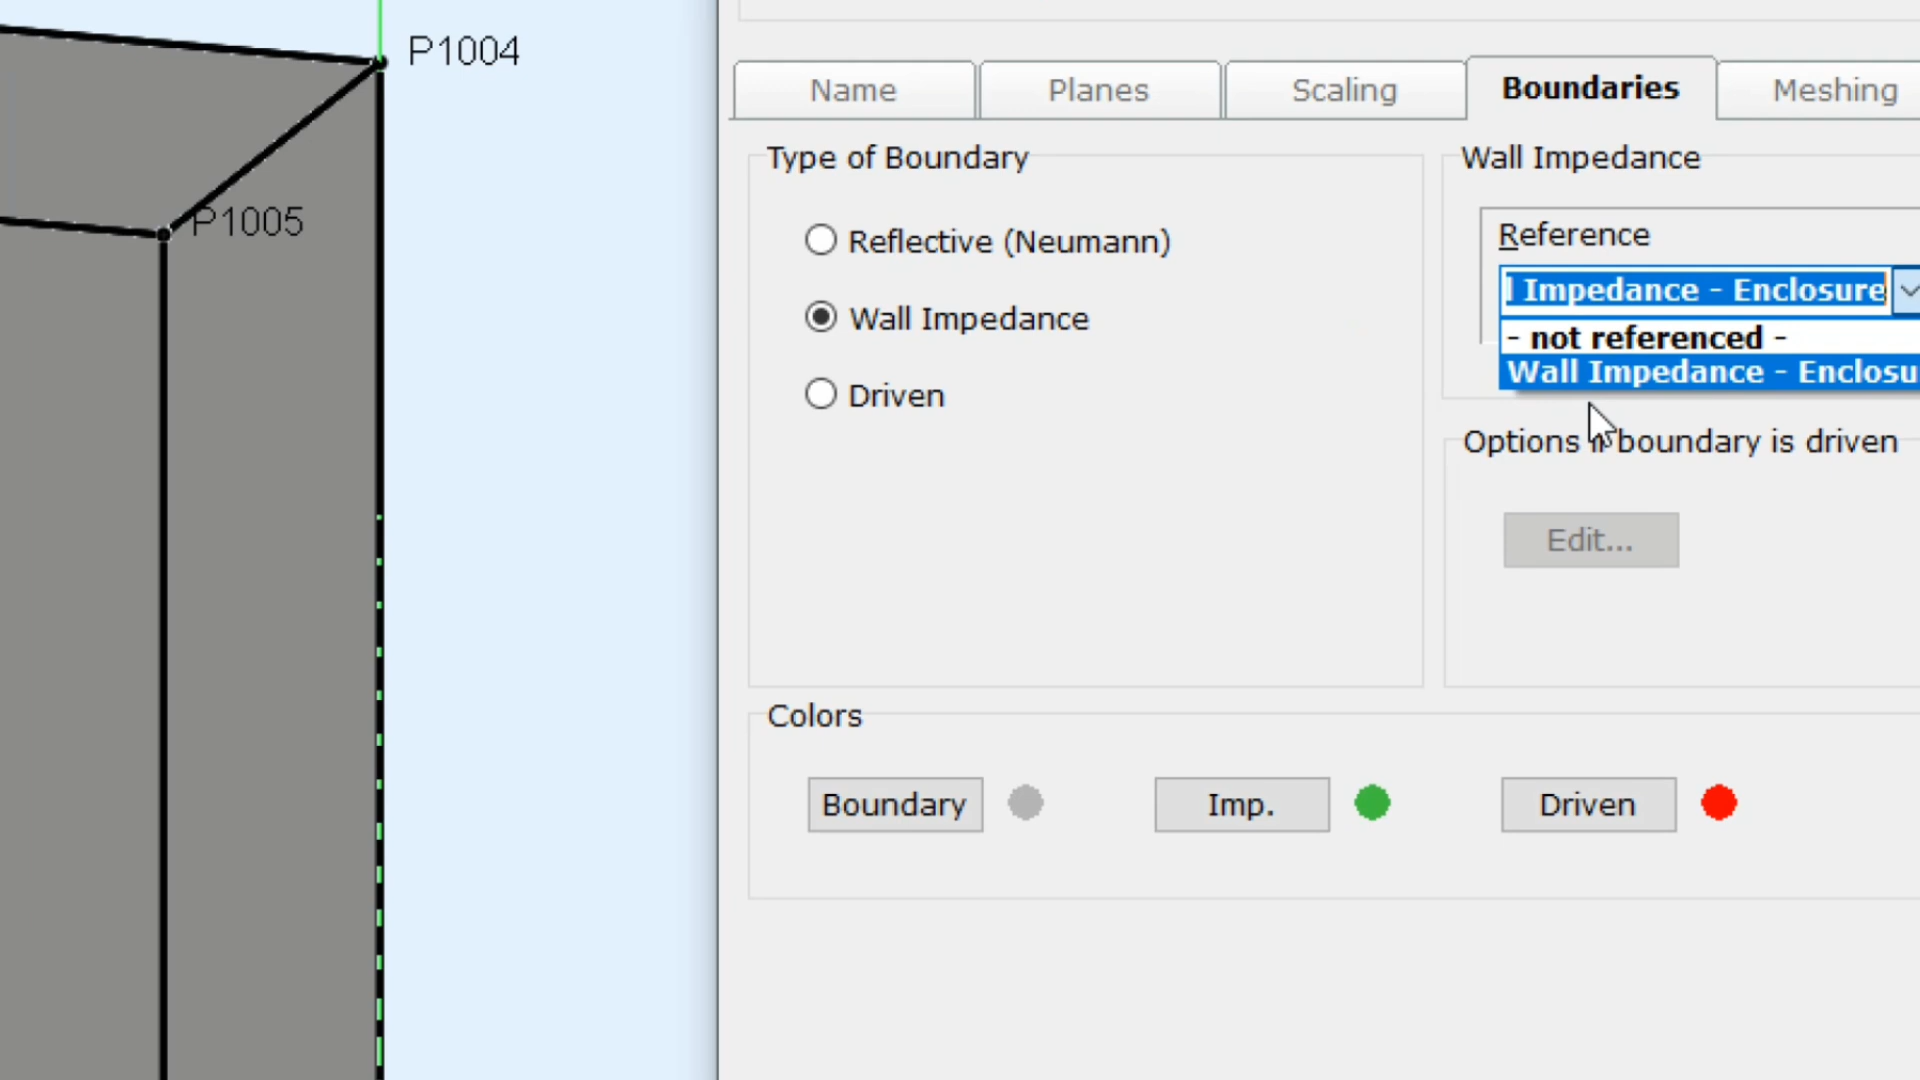 P1004
P1005
Name
Planes
Scaling
Boundaries
Meshing
Type of Boundary
Reflective (Neumann)
Wall Impedance
Driven
Wall Impedance
Reference
l Impedance - Enclosure
- not referenced -
Wall Impedance - Enclosu
Options if boundary is driven
Edit...
Colors
Boundary
Imp.
Driven